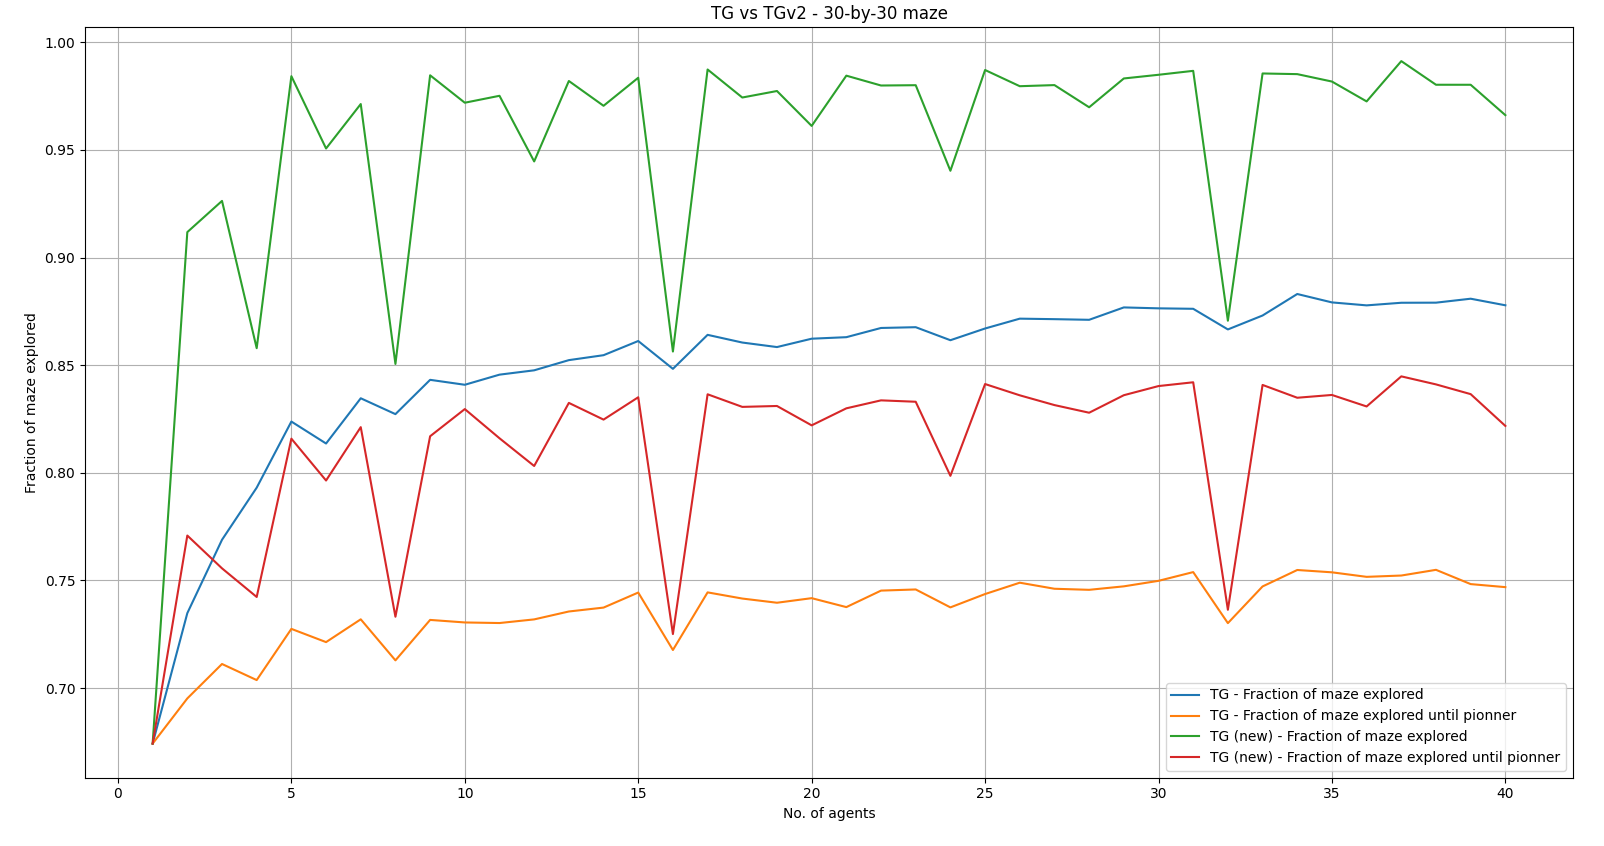 TG vs TGv2 - 30-by-30 maze
1.00
0.95
0.90
0.85
0.80
0.75
0.70
Fraction of maze explored
TG - Fraction of maze explored
TG - Fraction of maze explored until pionner
TG (new) - Fraction of maze explored
TG (new) - Fraction of maze explored until pionner
0 5 10 15 20 25 30 35 40
No. of agents